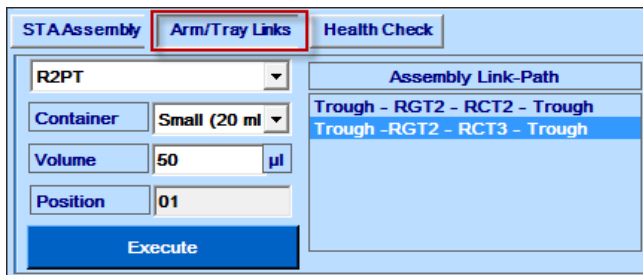 STA Assembly Arm/Tray Links Health Check
R2PT
Assembly Link-Path
Container Small (20 ml
Trough - RGT2 - RCT2 - Trough
Trough -RGT2 - RCT3 - Trough
Volume 50 µl
Position 01
Execute